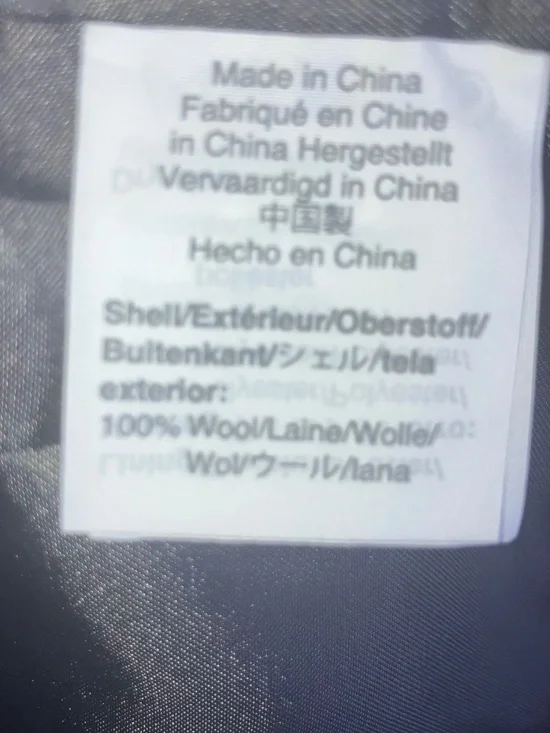 Made in China
Fabriqué en Chine
in China Hergestellt
Vervaardigd in China
中国製
Hecho en China
Shell/Extérieur/Oberstoff/
Buitenkant/シェル/tela
exterior:
100% Wool/Laine/Wolle/
Wol/ウール/lana